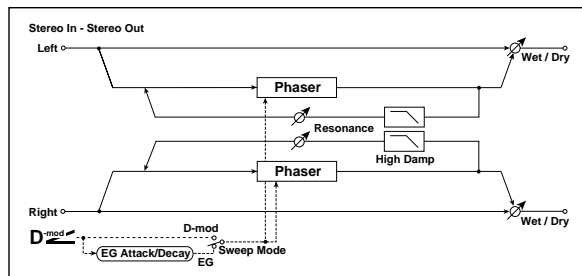 Stereo In - Stereo Out
Left
Wet / Dry
Phaser
Resonance
High Damp
Phaser
Right
Wet / Dry
D-mod
D-mod
Sweep Mode
EG Attack/Decay
EG